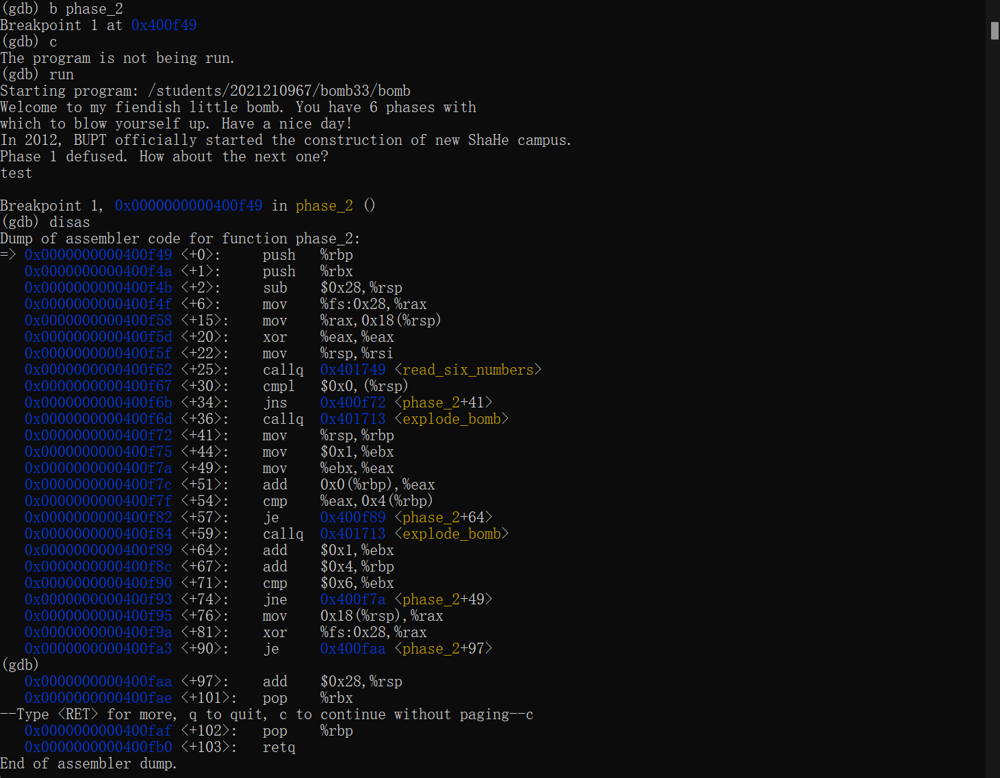 (gdb) b phase_2
Breakpoint 1 at 0x400f49
(gdb) c
The program is not being run.
(gdb) run
Starting program: /students/2021210967/bomb33/bomb
Welcome to my fiendish little bomb. You have 6 phases with
which to blow yourself up. Have a nice day!
In 2012, BUPT officially started the construction of new ShaHe campus.
Phase 1 defused. How about the next one?
test

Breakpoint 1, 0x0000000000400f49 in phase_2 ()
(gdb) disas
Dump of assembler code for function phase_2:
=> 0x0000000000400f49 <+0>:     push   %rbp
   0x0000000000400f4a <+1>:     push   %rbx
   0x0000000000400f4b <+2>:     sub    $0x28,%rsp
   0x0000000000400f4f <+6>:     mov    %fs:0x28,%rax
   0x0000000000400f58 <+15>:    mov    %rax,0x18(%rsp)
   0x0000000000400f5d <+20>:    xor    %eax,%eax
   0x0000000000400f5f <+22>:    mov    %rsp,%rsi
   0x0000000000400f62 <+25>:    callq  0x401749 <read_six_numbers>
   0x0000000000400f67 <+30>:    cmpl   $0x0,(%rsp)
   0x0000000000400f6b <+34>:    jns    0x400f72 <phase_2+41>
   0x0000000000400f6d <+36>:    callq  0x401713 <explode_bomb>
   0x0000000000400f72 <+41>:    mov    %rsp,%rbp
   0x0000000000400f75 <+44>:    mov    $0x1,%ebx
   0x0000000000400f7a <+49>:    mov    %ebx,%eax
   0x0000000000400f7c <+51>:    add    0x0(%rbp),%eax
   0x0000000000400f7f <+54>:    cmp    %eax,0x4(%rbp)
   0x0000000000400f82 <+57>:    je     0x400f89 <phase_2+64>
   0x0000000000400f84 <+59>:    callq  0x401713 <explode_bomb>
   0x0000000000400f89 <+64>:    add    $0x1,%ebx
   0x0000000000400f8c <+67>:    add    $0x4,%rbp
   0x0000000000400f90 <+71>:    cmp    $0x6,%ebx
   0x0000000000400f93 <+74>:    jne    0x400f7a <phase_2+49>
   0x0000000000400f95 <+76>:    mov    0x18(%rsp),%rax
   0x0000000000400f9a <+81>:    xor    %fs:0x28,%rax
   0x0000000000400fa3 <+90>:    je     0x400faa <phase_2+97>
(gdb)
   0x0000000000400faa <+97>:    add    $0x28,%rsp
   0x0000000000400fae <+101>:   pop    %rbx
--Type <RET> for more, q to quit, c to continue without paging--c
   0x0000000000400faf <+102>:   pop    %rbp
   0x0000000000400fb0 <+103>:   retq
End of assembler dump.